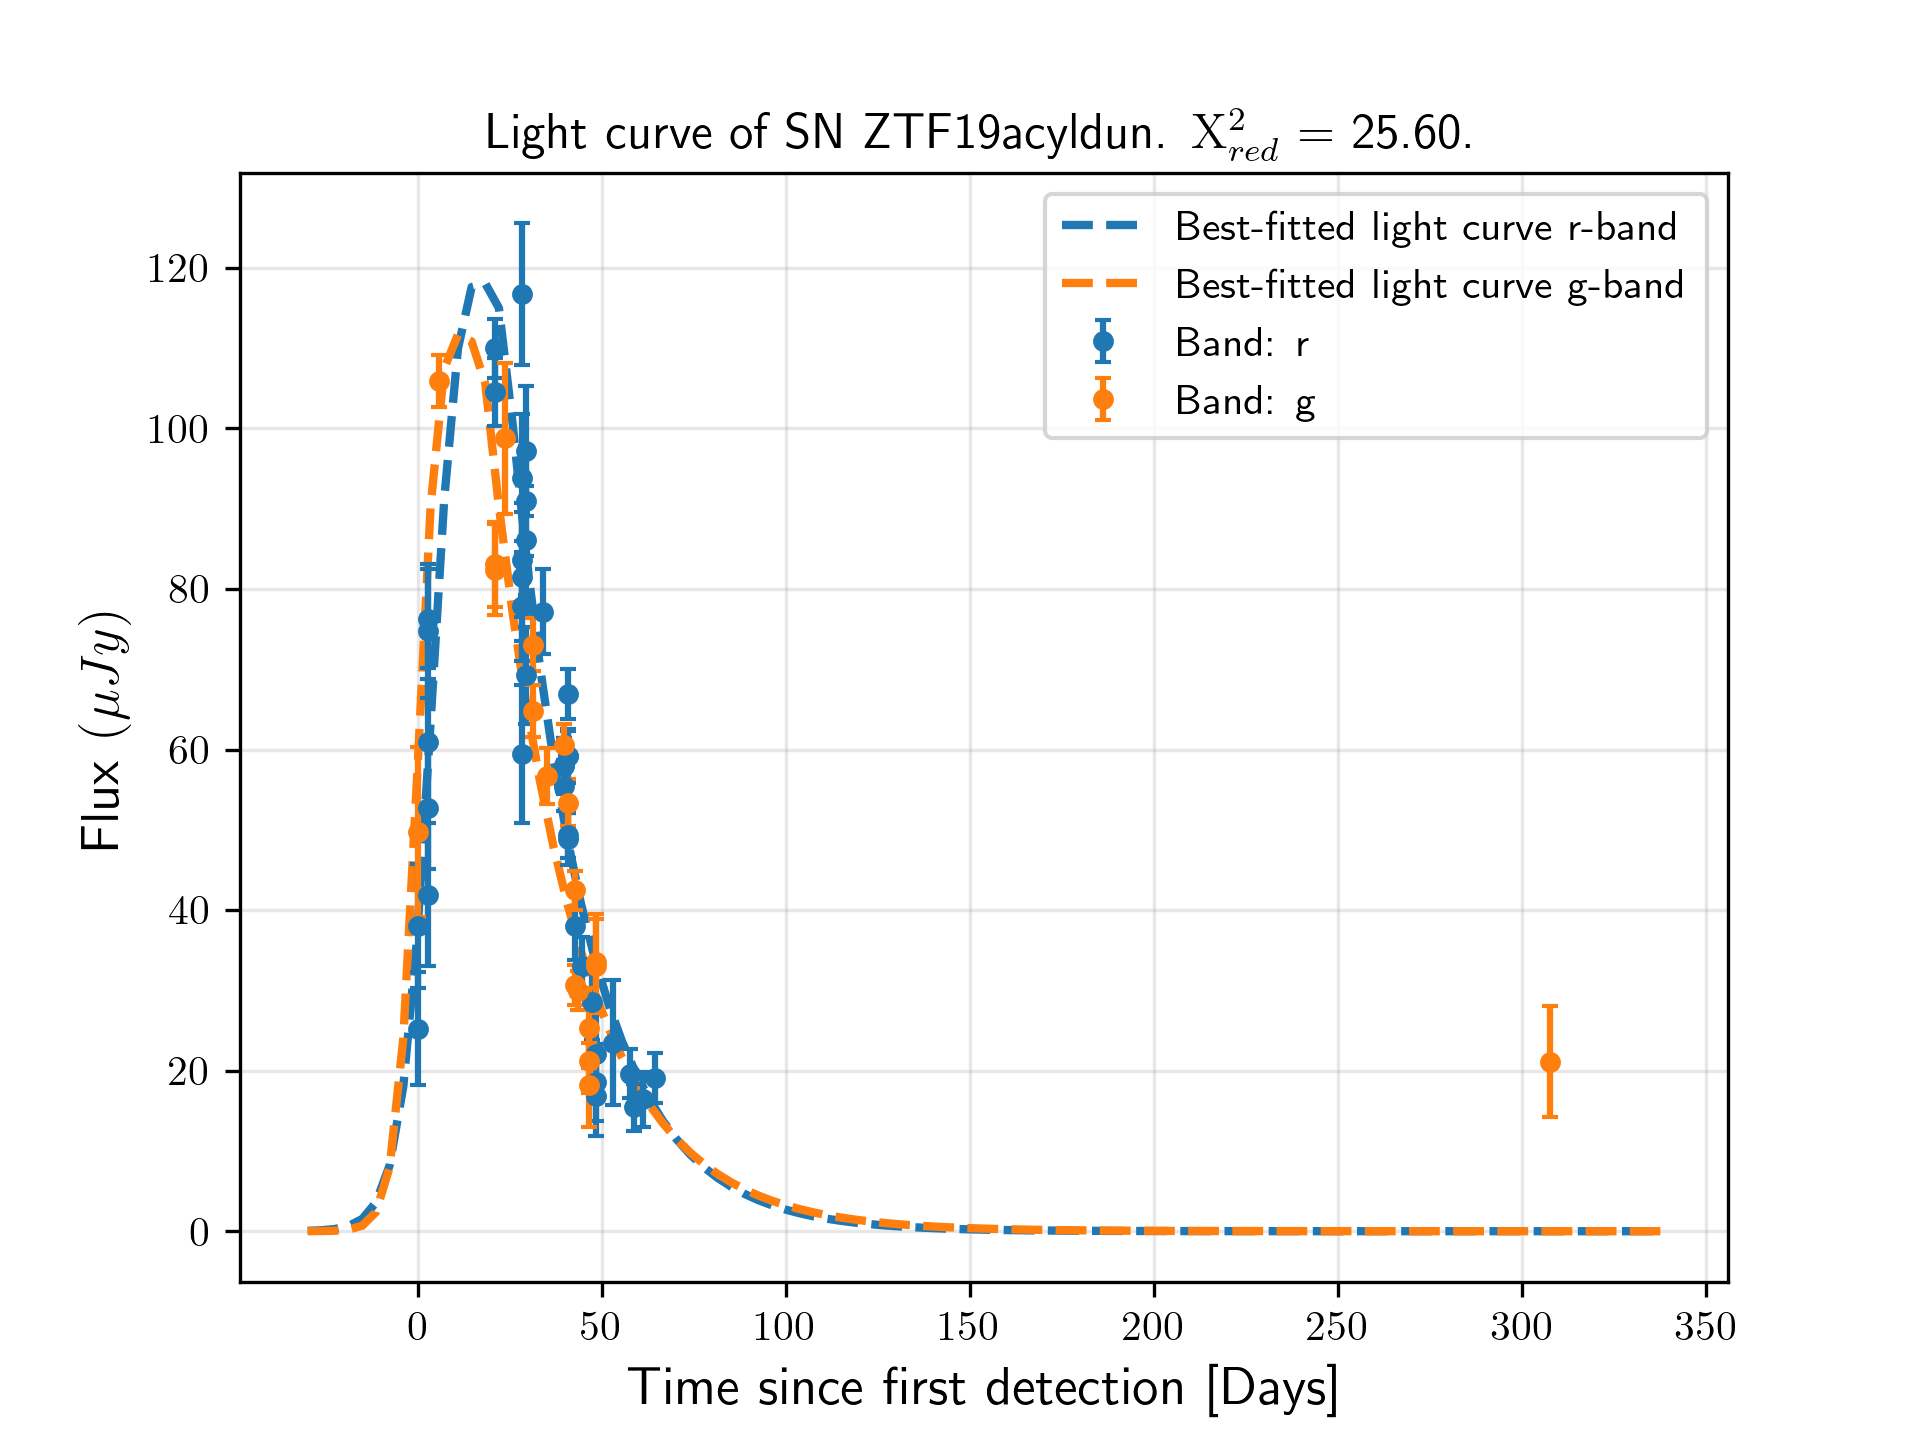 Light curve of SN ZTF19acyldun. X²_red = 25.60.
Best-fitted light curve r-band
Best-fitted light curve g-band
Band: r
Band: g
120
100
80
60
40
20
0
Flux (μJy)
0 50 100 150 200 250 300 350
Time since first detection [Days]